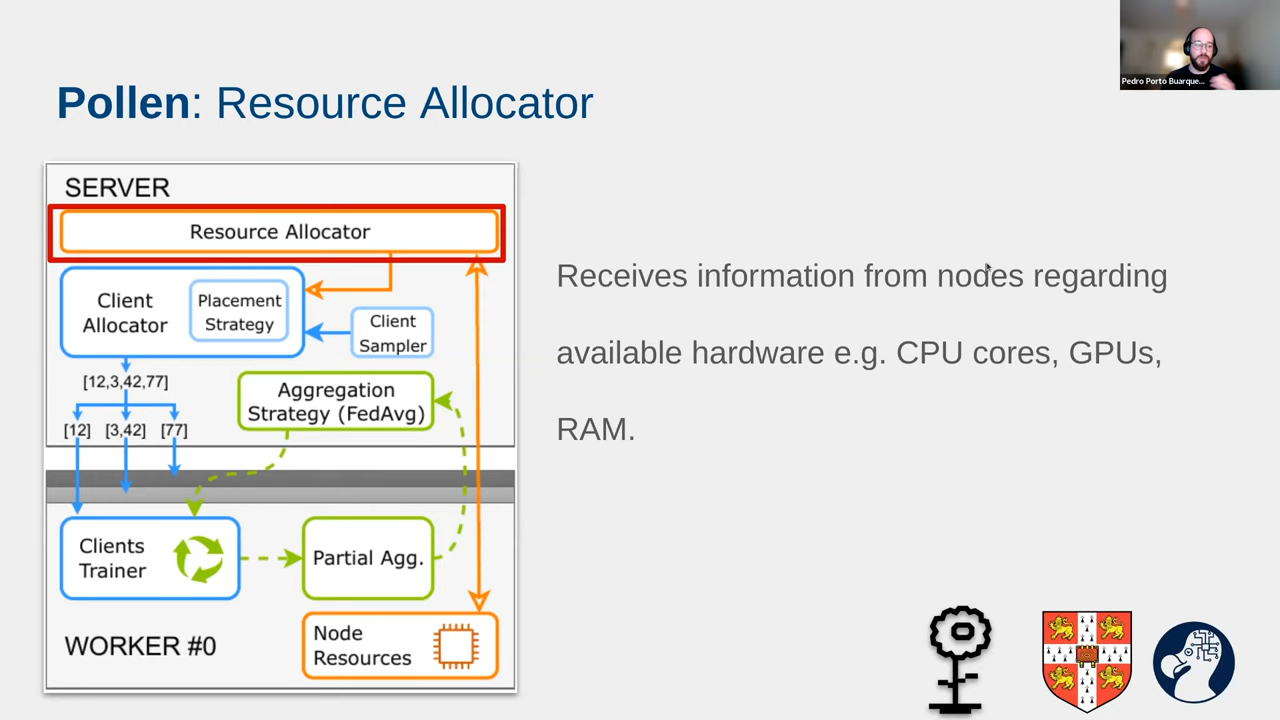 Pedro Porto Buarque...
Pollen: Resource Allocator
SERVER
Resource Allocator
Client
Allocator
Placement
Strategy
Client
Sampler
[12,3,42,77]
[12] [3,42] [77]
Aggregation
Strategy (FedAvg)
Clients
Trainer
Partial Agg.
WORKER #0
Node
Resources
Receives information from nodes regarding
available hardware e.g. CPU cores, GPUs,
RAM.